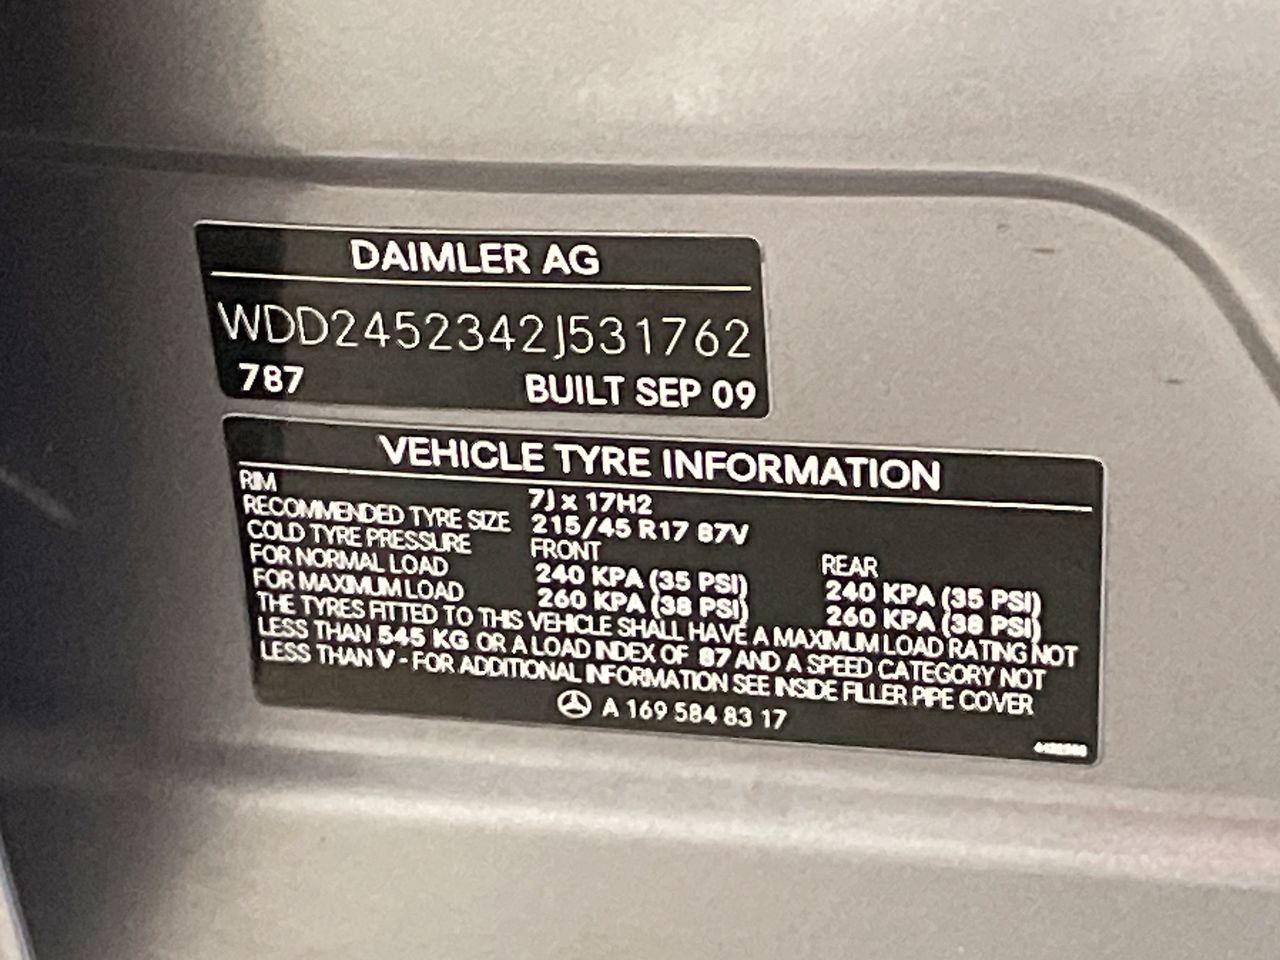 DAIMLER AG
WDD2452342J531762
787 BUILT SEP 09
VEHICLE TYRE INFORMATION
RIM 7J x 17H2
RECOMMENDED TYRE SIZE 215/45 R17 87V
COLD TYRE PRESSURE FRONT REAR
FOR NORMAL LOAD 240 KPA (35 PSI) 240 KPA (35 PSI)
FOR MAXIMUM LOAD 260 KPA (38 PSI) 260 KPA (38 PSI)
THE TYRES FITTED TO THIS VEHICLE SHALL HAVE A MAXIMUM LOAD RATING NOT
LESS THAN 545 KG OR A LOAD INDEX OF 87 AND A SPEED CATEGORY NOT
LESS THAN V - FOR ADDITIONAL INFORMATION SEE INSIDE FILLER PIPE COVER
A 169 584 83 17